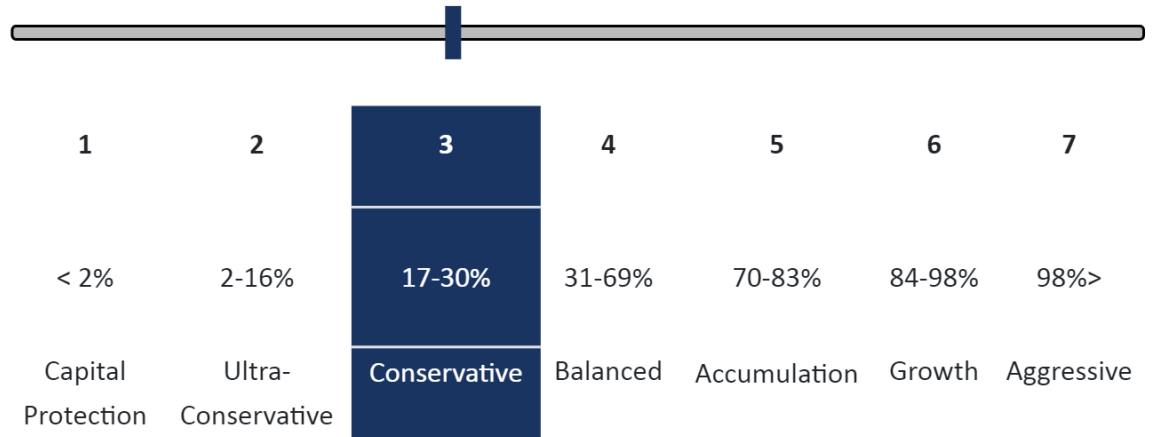 1 2 3 4 5 6 7
< 2% 2-16% 17-30% 31-69% 70-83% 84-98% 98%>
Capital Ultra- Conservative Balanced Accumulation Growth Aggressive
Protection Conservative